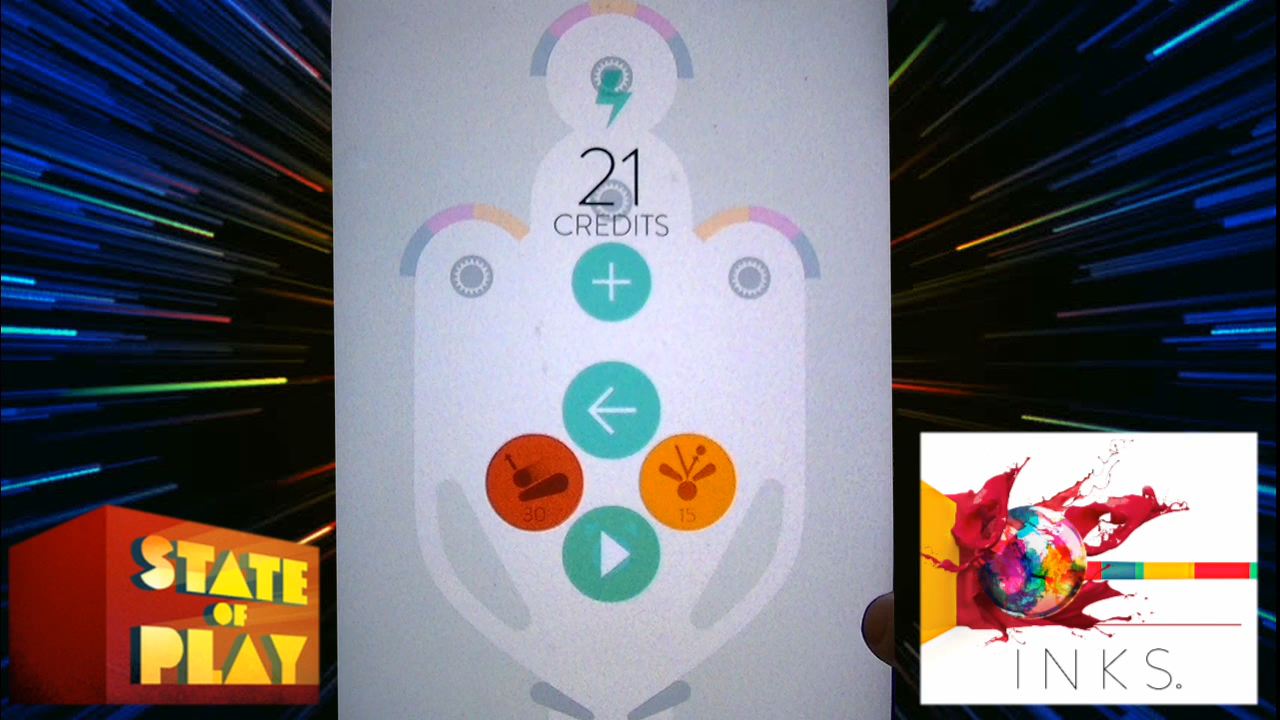 21
CREDITS
30
15
STATE
OF
PLAY
INKS.